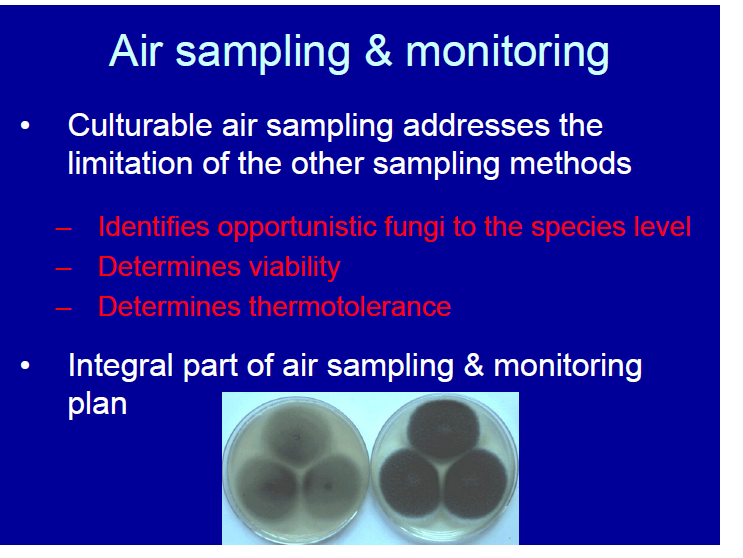 Air sampling & monitoring
• Culturable air sampling addresses the
limitation of the other sampling methods
– Identifies opportunistic fungi to the species level
– Determines viability
– Determines thermotolerance
• Integral part of air sampling & monitoring
plan